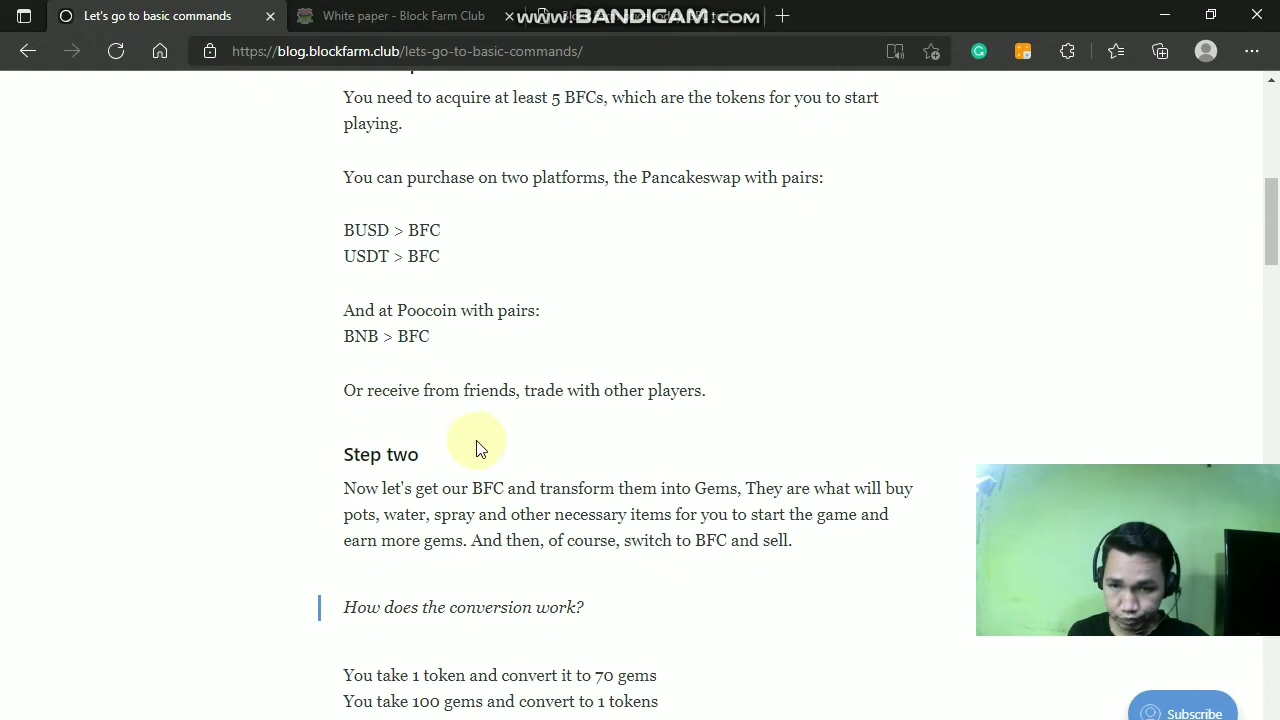 Let's go to basic commands
White paper - Block Farm Club
www.BANDICAM.com
https://blog.blockfarm.club/lets-go-to-basic-commands/
You need to acquire at least 5 BFCs, which are the tokens for you to start
playing.
You can purchase on two platforms, the Pancakeswap with pairs:
BUSD > BFC
USDT > BFC
And at Poocoin with pairs:
BNB > BFC
Or receive from friends, trade with other players.
Step two
Now let's get our BFC and transform them into Gems, They are what will buy
pots, water, spray and other necessary items for you to start the game and
earn more gems. And then, of course, switch to BFC and sell.
How does the conversion work?
You take 1 token and convert it to 70 gems
You take 100 gems and convert to 1 tokens
Subscribe